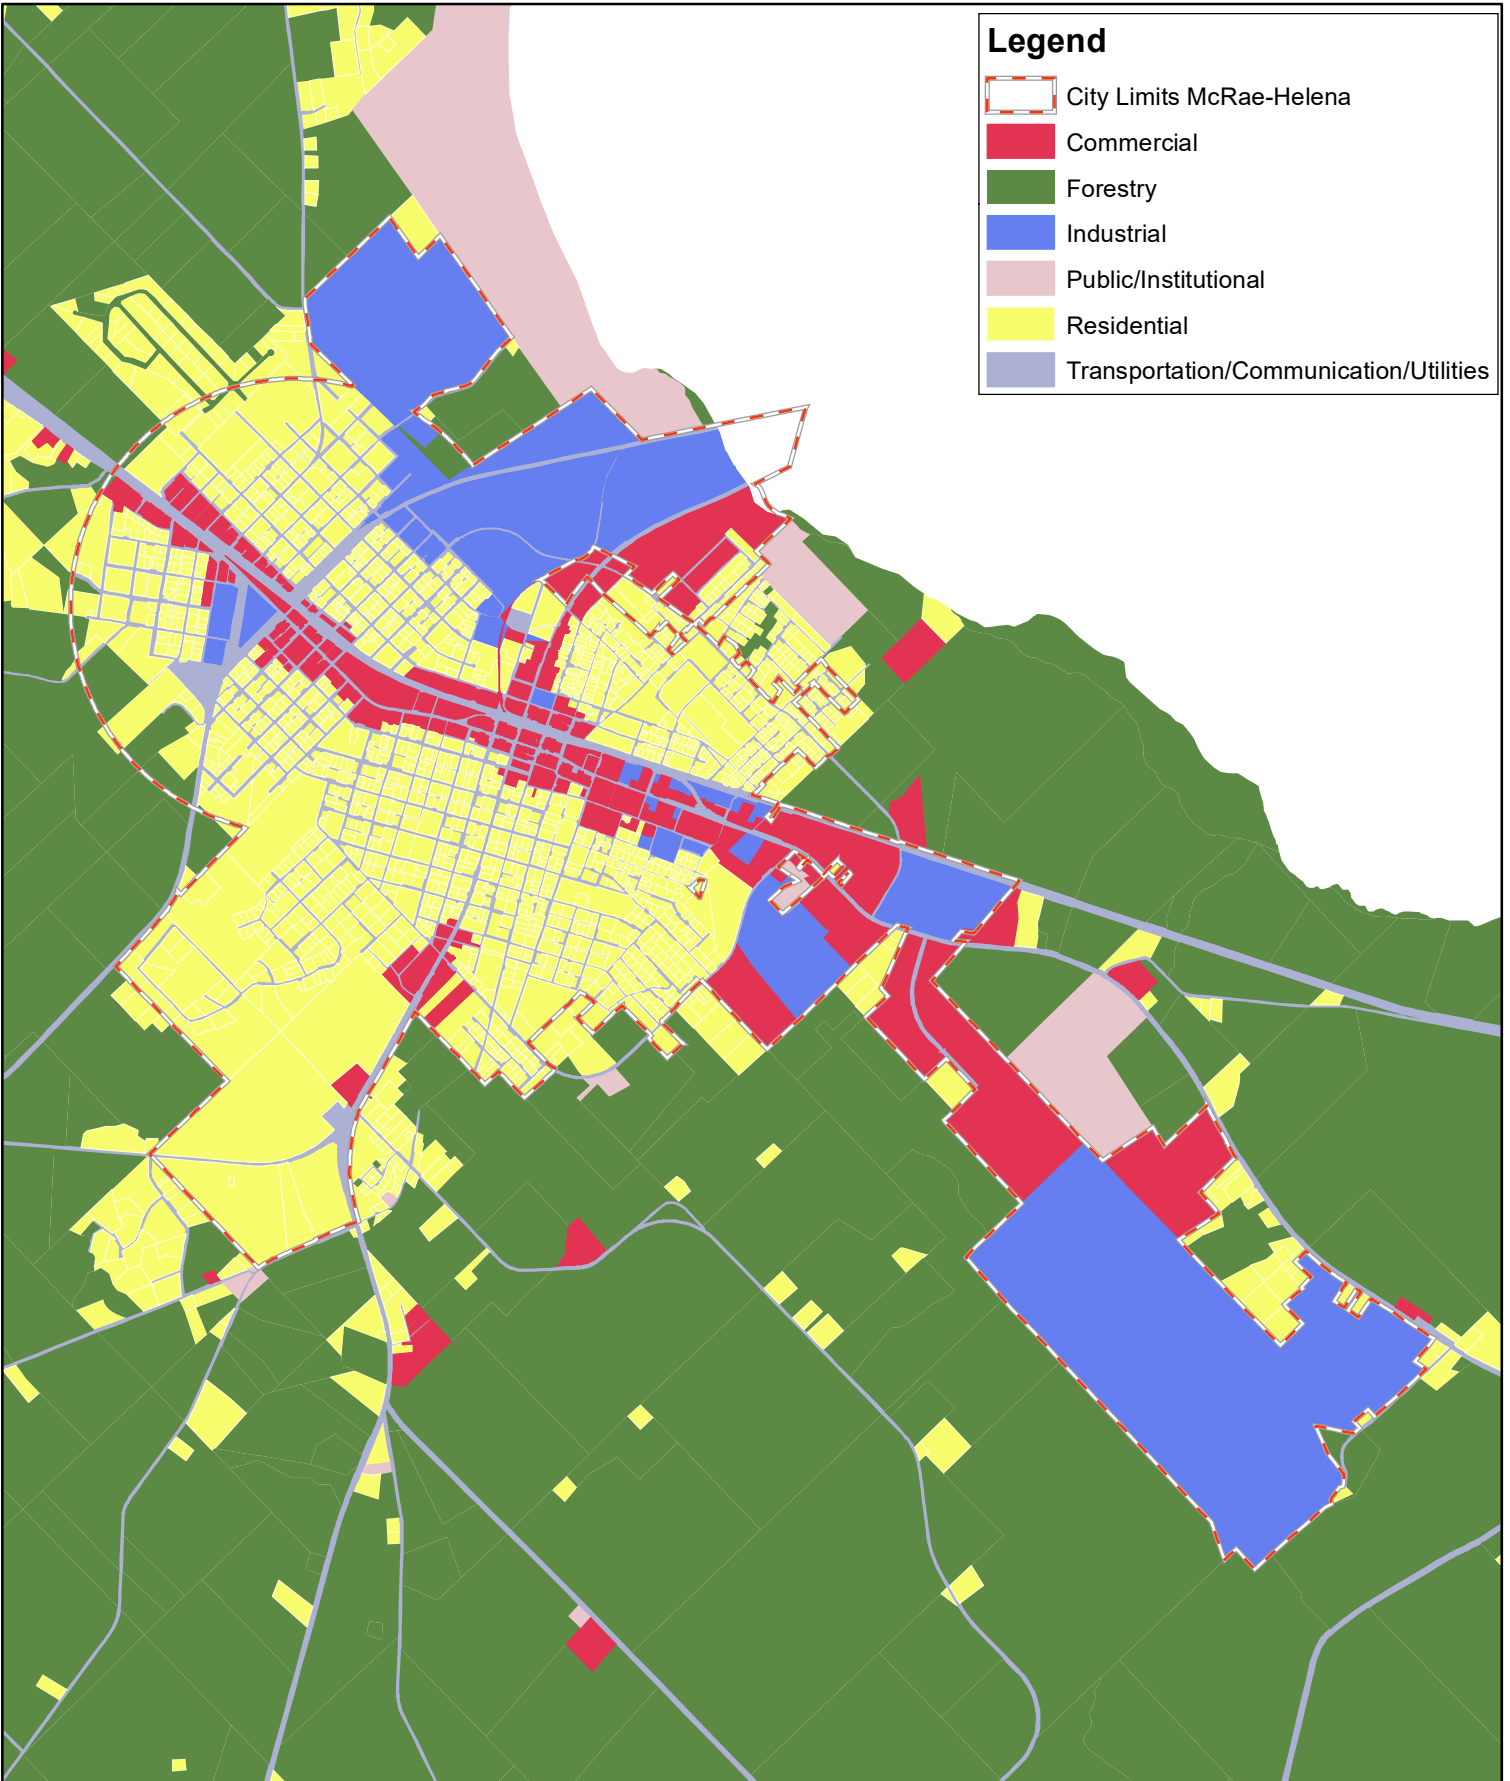 Legend
City Limits McRae-Helena
Commercial
Forestry
Industrial
Public/Institutional
Residential
Transportation/Communication/Utilities